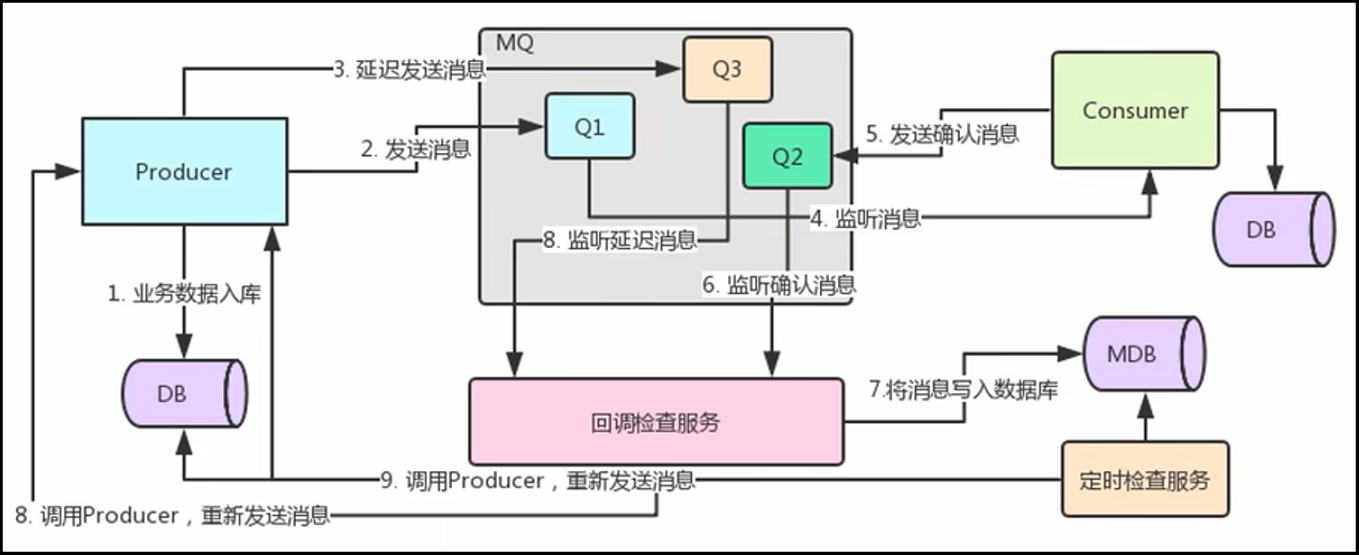 MQ
3. 延迟发送消息
Q3
Q1
Consumer
Producer
2. 发送消息
Q2
5. 发送确认消息
4. 监听消息
DB
8. 监听延迟消息
1. 业务数据入库
6. 监听确认消息
DB
MDB
7.将消息写入数据库
回调检查服务
9. 调用Producer，重新发送消息
定时检查服务
8. 调用Producer，重新发送消息